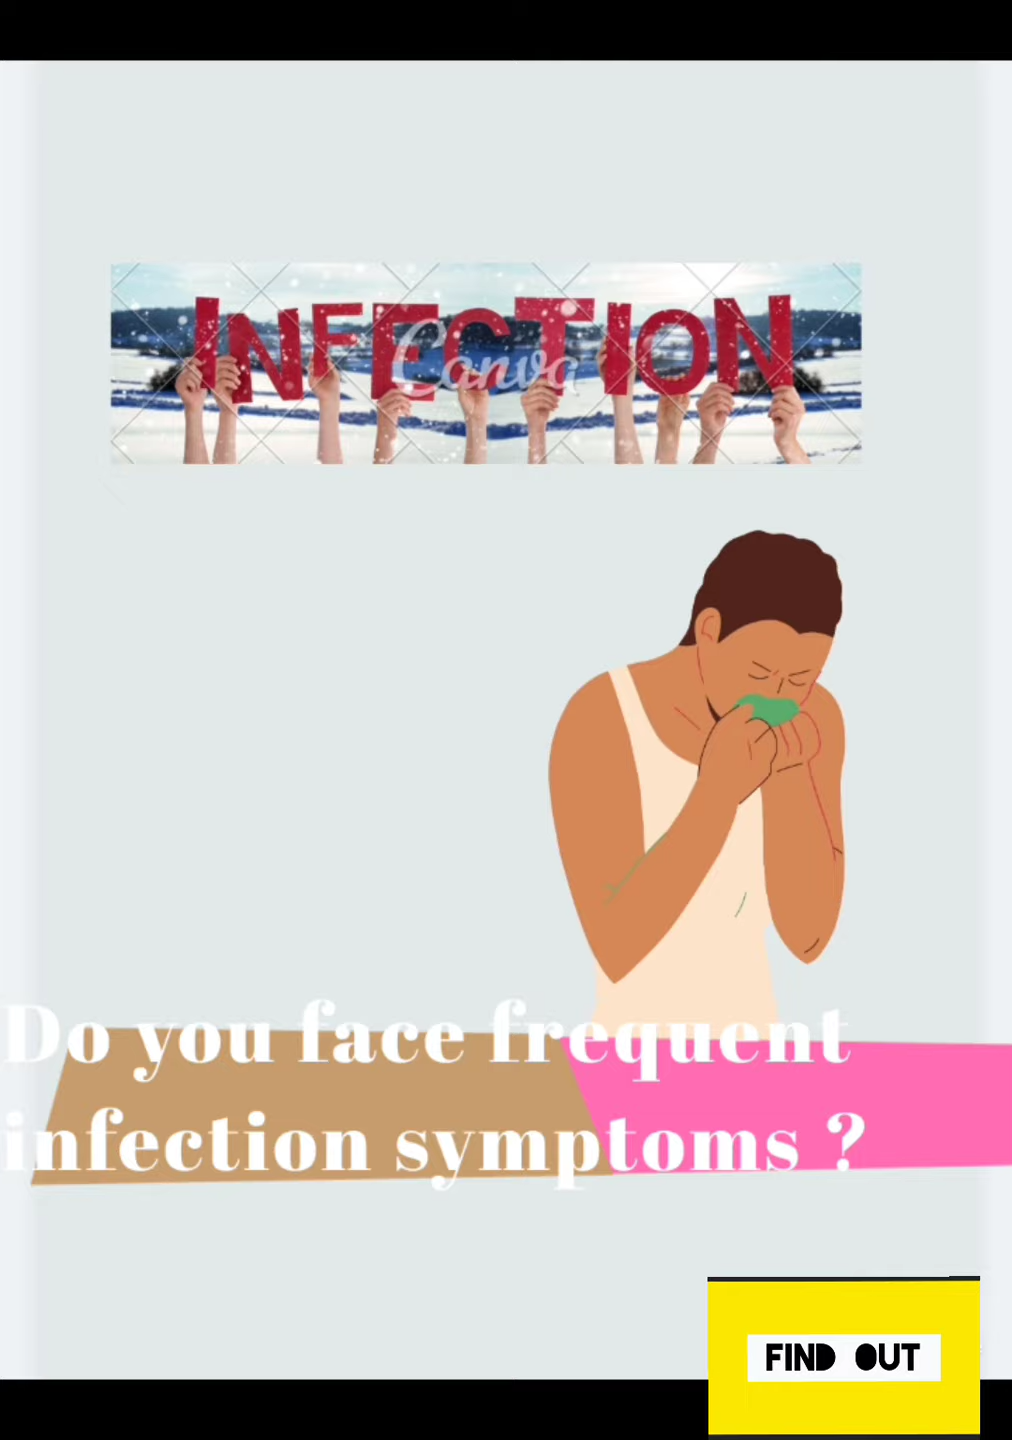 INFECTION
Canva
Do you face frequent
infection symptoms ?
FIND OUT